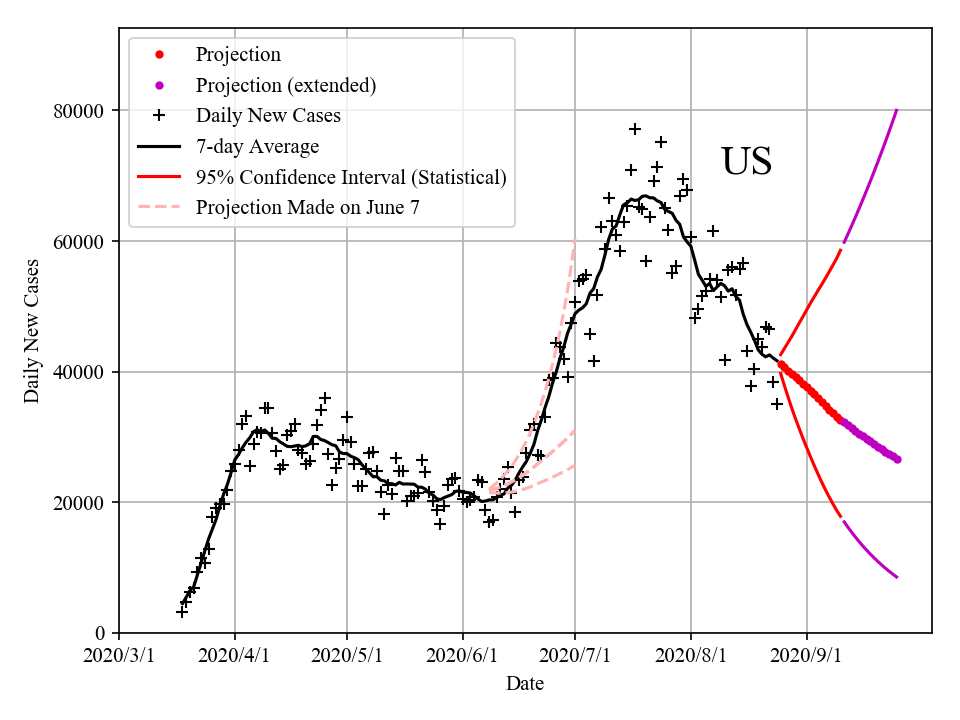 Projection
Projection (extended)
Daily New Cases
7-day Average
95% Confidence Interval (Statistical)
Projection Made on June 7
US
80000
60000
40000
20000
0
Daily New Cases
2020/3/1 2020/4/1 2020/5/1 2020/6/1 2020/7/1 2020/8/1 2020/9/1
Date